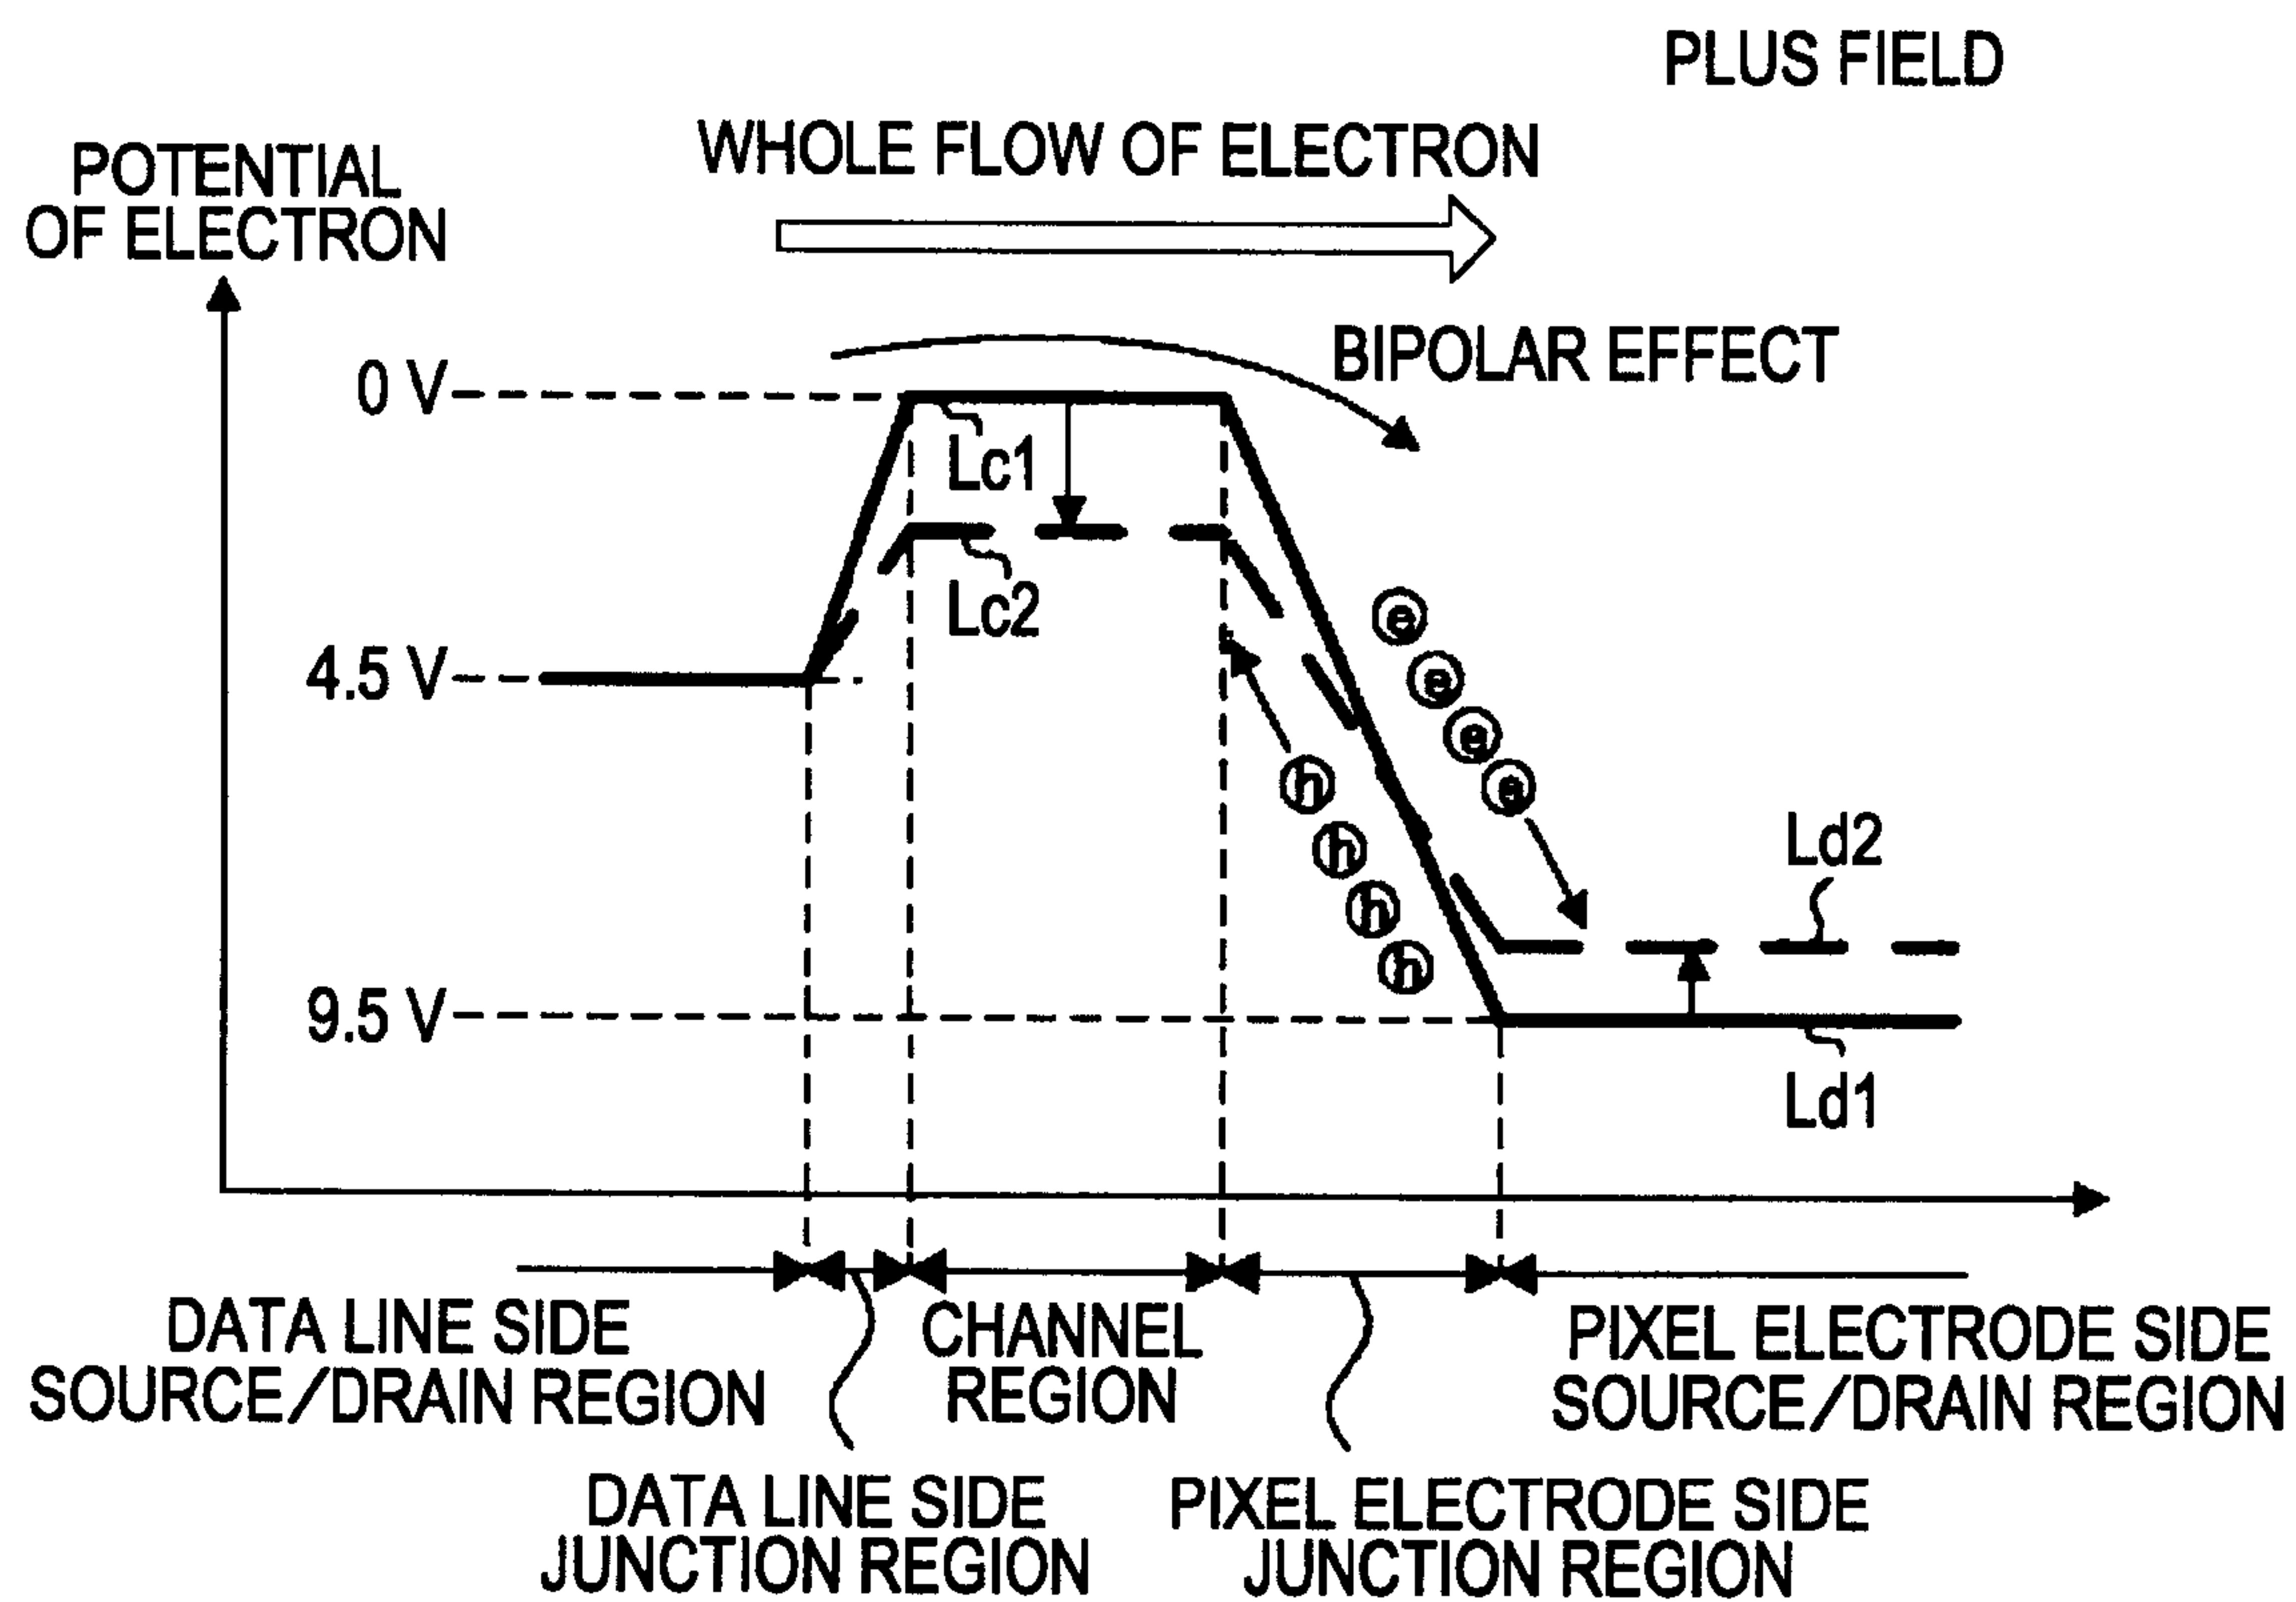 PLUS FIELD
WHOLE FLOW OF ELECTRON
POTENTIAL
OF ELECTRON
BIPOLAR EFFECT
0 V
Lc1
Lc2
4.5 V
e
e
e
e
h
h
h
h
Ld2
9.5 V
Ld1
DATA LINE SIDE
SOURCE/DRAIN REGION
CHANNEL
REGION
PIXEL ELECTRODE SIDE
SOURCE/DRAIN REGION
DATA LINE SIDE
JUNCTION REGION
PIXEL ELECTRODE SIDE
JUNCTION REGION